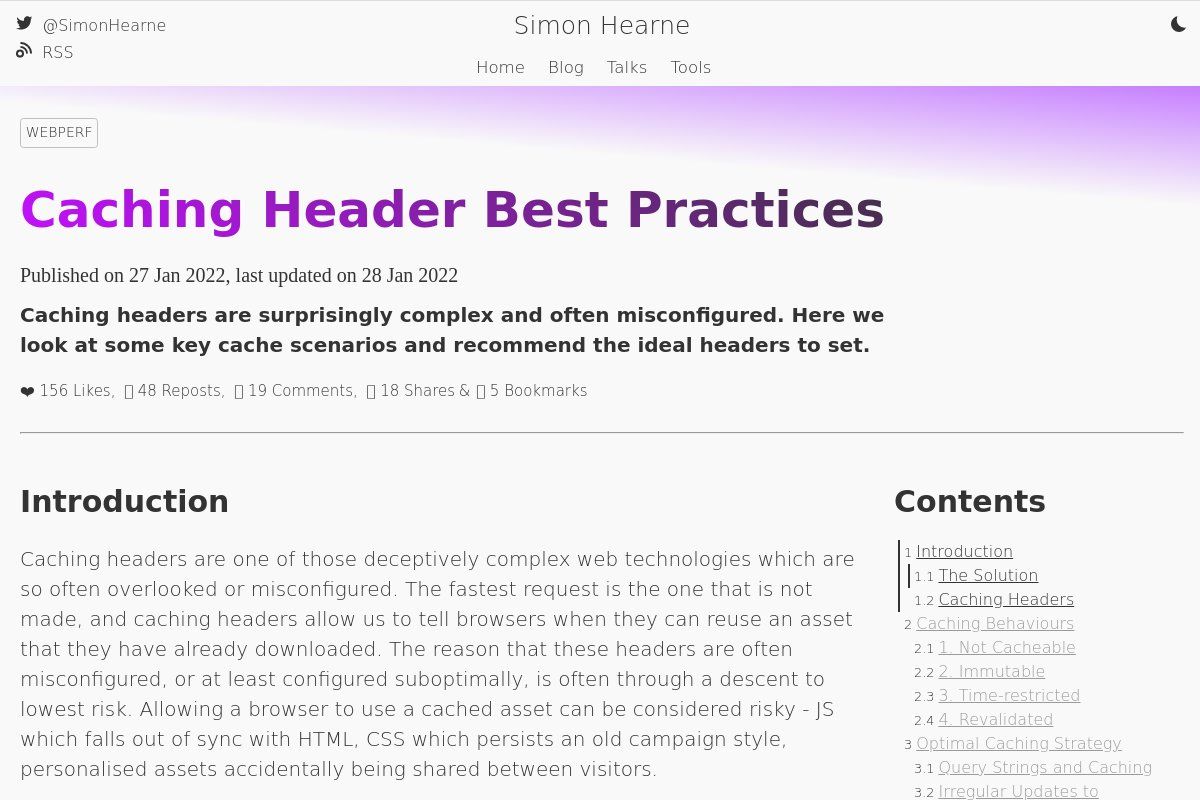 @SimonHearne
RSS
Simon Hearne
Home Blog Talks Tools
WEBPERF
Caching Header Best Practices
Published on 27 Jan 2022, last updated on 28 Jan 2022
Caching headers are surprisingly complex and often misconfigured. Here we
look at some key cache scenarios and recommend the ideal headers to set.
❤ 156 Likes, 48 Reposts, 19 Comments, 18 Shares & 5 Bookmarks
Introduction
Caching headers are one of those deceptively complex web technologies which are
so often overlooked or misconfigured. The fastest request is the one that is not
made, and caching headers allow us to tell browsers when they can reuse an asset
that they have already downloaded. The reason that these headers are often
misconfigured, or at least configured suboptimally, is often through a descent to
lowest risk. Allowing a browser to use a cached asset can be considered risky - JS
which falls out of sync with HTML, CSS which persists an old campaign style,
personalised assets accidentally being shared between visitors.
Contents
1 Introduction
1.1 The Solution
1.2 Caching Headers
2 Caching Behaviours
2.1 1. Not Cacheable
2.2 2. Immutable
2.3 3. Time-restricted
2.4 4. Revalidated
3 Optimal Caching Strategy
3.1 Query Strings and Caching
3.2 Irregular Updates to